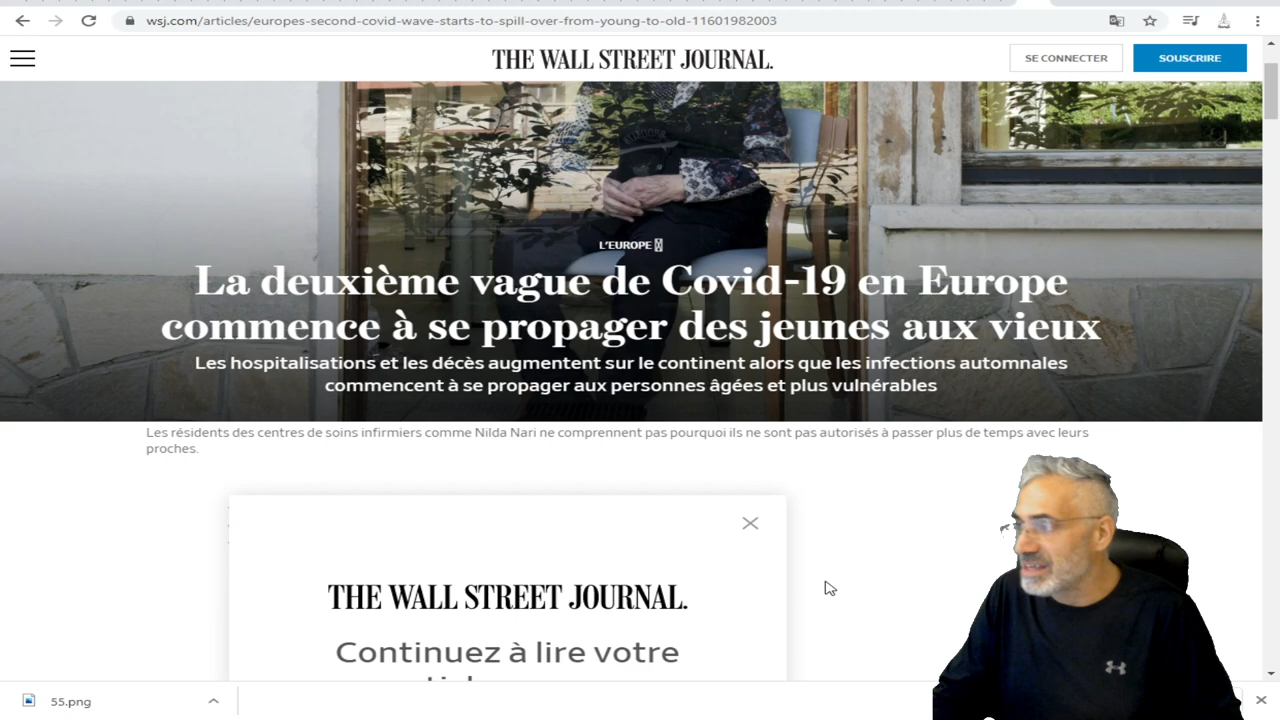 wsj.com/articles/europes-second-covid-wave-starts-to-spill-over-from-young-to-old-11601982003
THE WALL STREET JOURNAL.
SE CONNECTER
SOUSCRIRE
L'EUROPE
La deuxième vague de Covid-19 en Europe
commence à se propager des jeunes aux vieux
Les hospitalisations et les décès augmentent sur le continent alors que les infections automnales
commencent à se propager aux personnes âgées et plus vulnérables
Les résidents des centres de soins infirmiers comme Nilda Nari ne comprennent pas pourquoi ils ne sont pas autorisés à passer plus de temps avec leurs
proches.
THE WALL STREET JOURNAL.
Continuez à lire votre
55.png